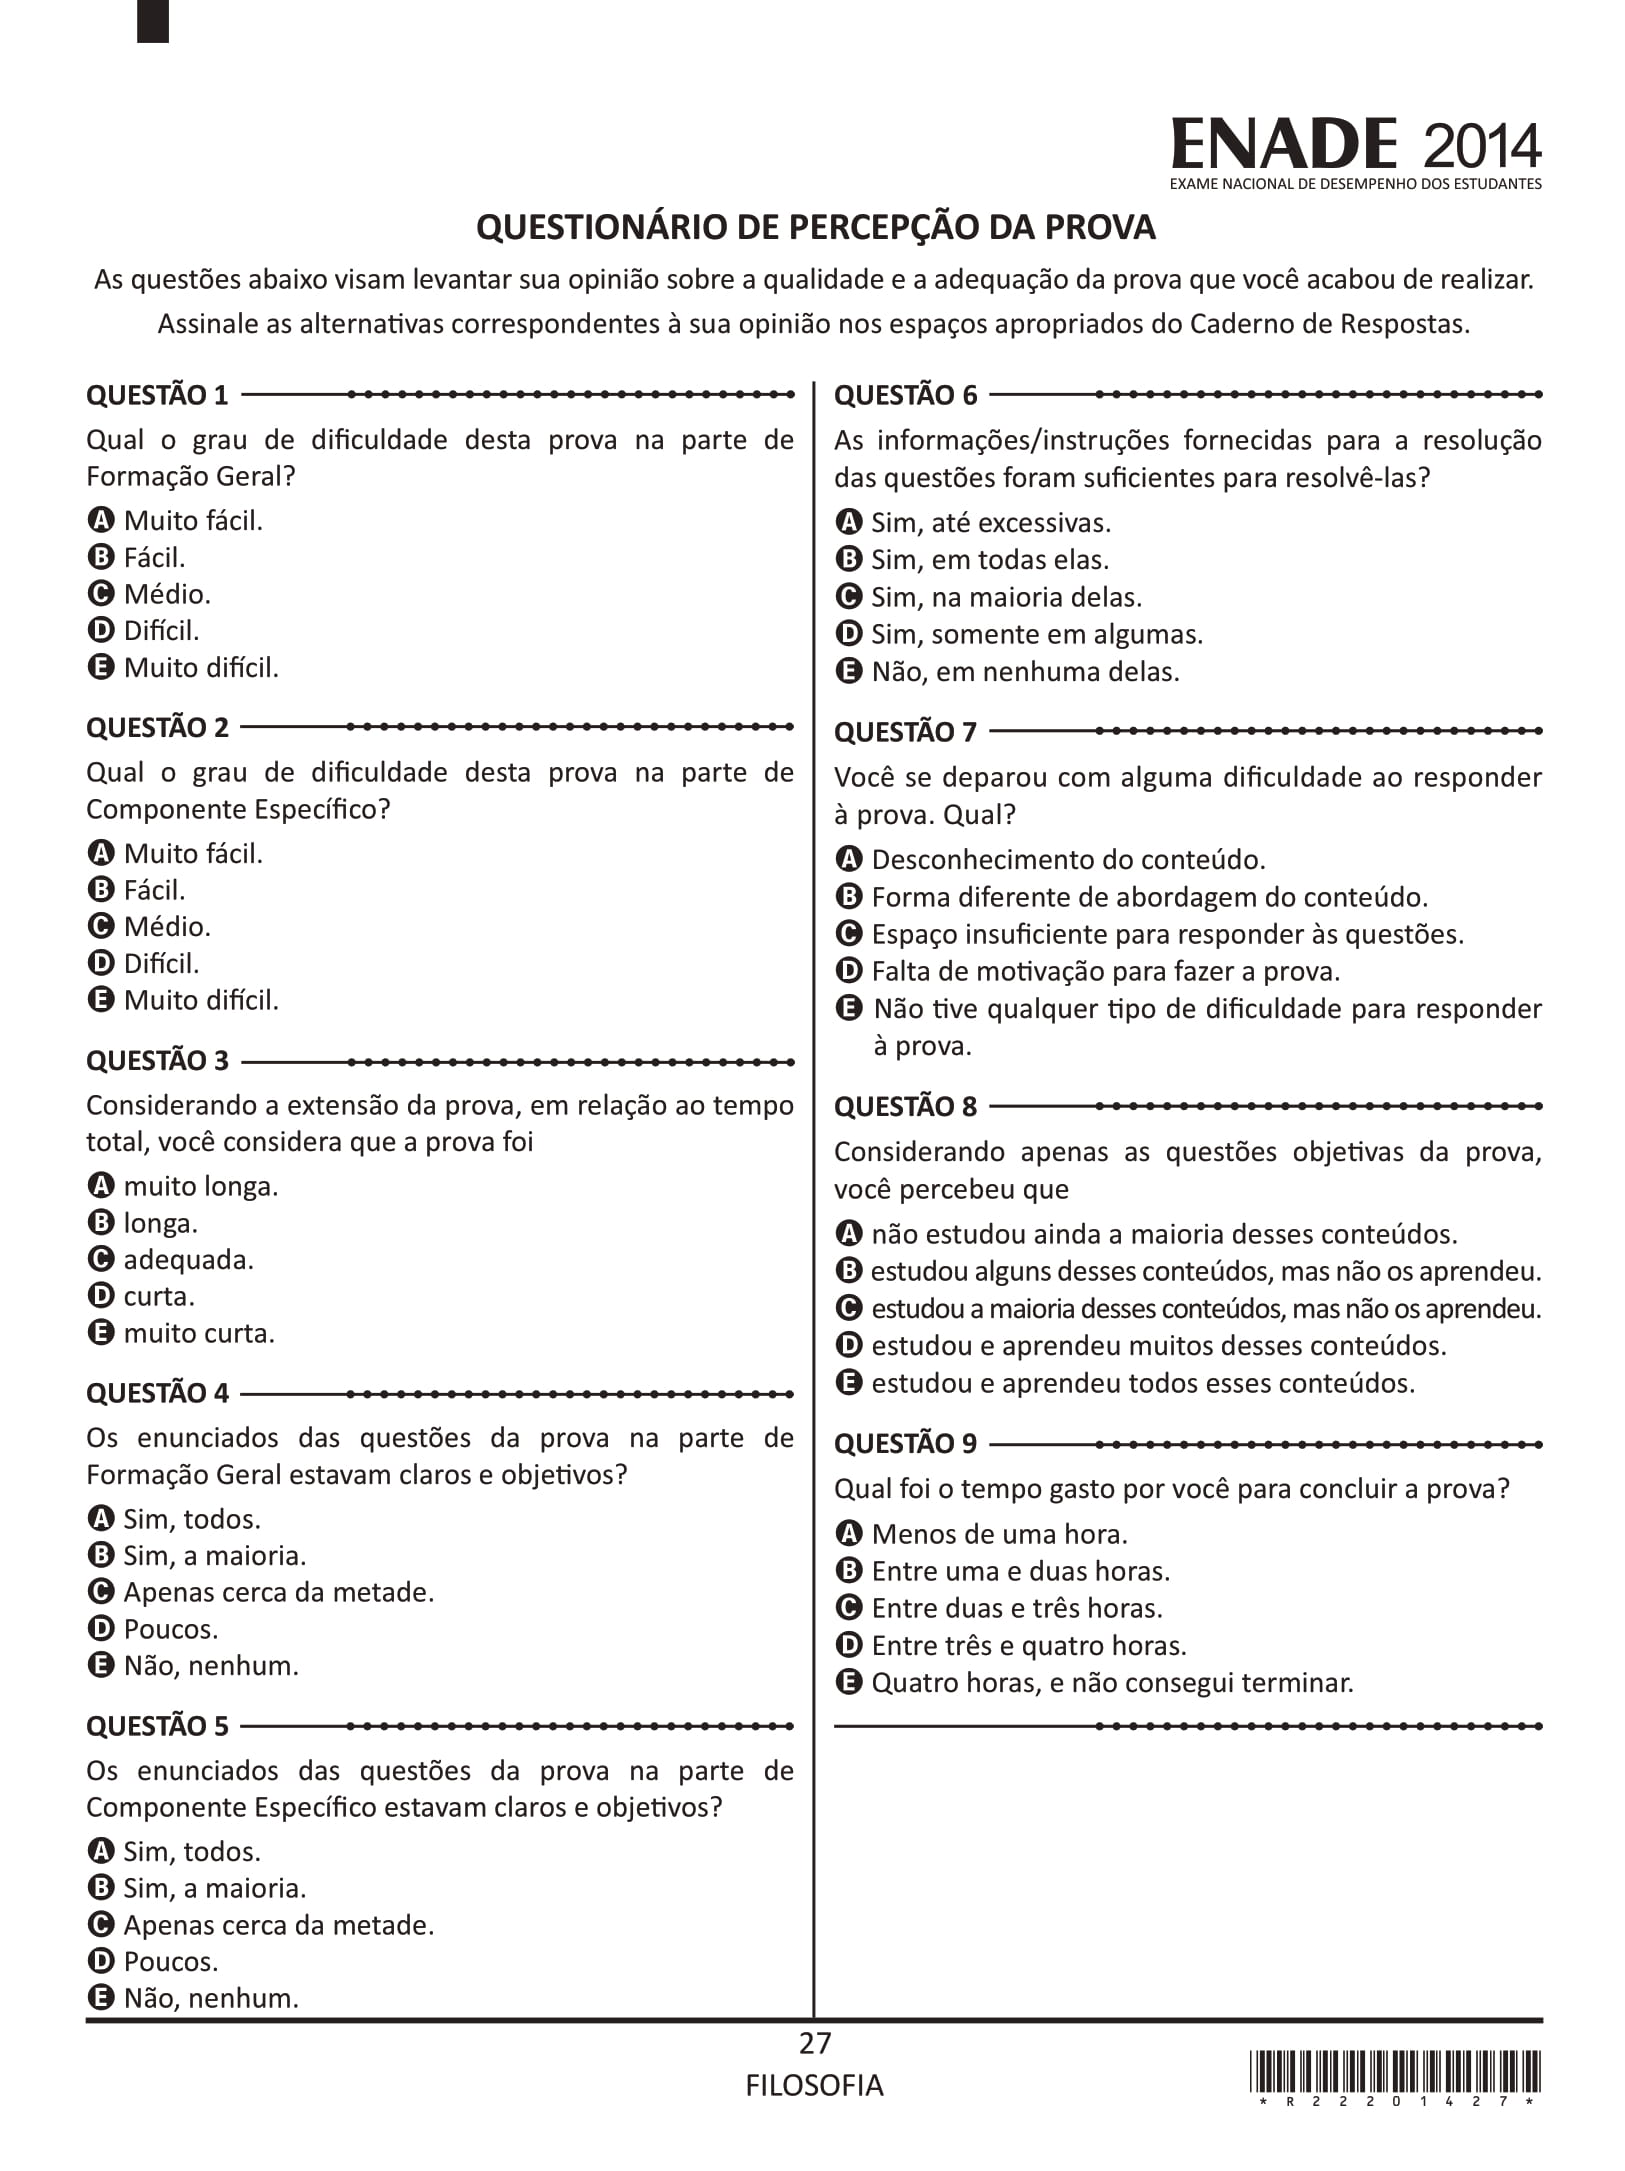 ENADE 2014
EXAME NACIONAL DE DESEMPENHO DOS ESTUDANTES
QUESTIONÁRIO DE PERCEPÇÃO DA PROVA
As questões abaixo visam levantar sua opinião sobre a qualidade e a adequação da prova que você acabou de realizar.
Assinale as alternativas correspondentes à sua opinião nos espaços apropriados do Caderno de Respostas.
QUESTÃO 1
Qual o grau de dificuldade desta prova na parte de
Formação Geral?
A Muito fácil.
B Fácil.
C Médio.
D Difícil.
E Muito difícil.
QUESTÃO 2
Qual o grau de dificuldade desta prova na parte de
Componente Específico?
A Muito fácil.
B Fácil.
C Médio.
D Difícil.
E Muito difícil.
QUESTÃO 3
Considerando a extensão da prova, em relação ao tempo
total, você considera que a prova foi
A muito longa.
B longa.
C adequada.
D curta.
E muito curta.
QUESTÃO 4
Os enunciados das questões da prova na parte de
Formação Geral estavam claros e objetivos?
A Sim, todos.
B Sim, a maioria.
C Apenas cerca da metade.
D Poucos.
E Não, nenhum.
QUESTÃO 5
Os enunciados das questões da prova na parte de
Componente Específico estavam claros e objetivos?
A Sim, todos.
B Sim, a maioria.
C Apenas cerca da metade.
D Poucos.
E Não, nenhum.
QUESTÃO 6
As informações/instruções fornecidas para a resolução
das questões foram suficientes para resolvê-las?
A Sim, até excessivas.
B Sim, em todas elas.
C Sim, na maioria delas.
D Sim, somente em algumas.
E Não, em nenhuma delas.
QUESTÃO 7
Você se deparou com alguma dificuldade ao responder
à prova. Qual?
A Desconhecimento do conteúdo.
B Forma diferente de abordagem do conteúdo.
C Espaço insuficiente para responder às questões.
D Falta de motivação para fazer a prova.
E Não tive qualquer tipo de dificuldade para responder
à prova.
QUESTÃO 8
Considerando apenas as questões objetivas da prova,
você percebeu que
A não estudou ainda a maioria desses conteúdos.
B estudou alguns desses conteúdos, mas não os aprendeu.
C estudou a maioria desses conteúdos, mas não os aprendeu.
D estudou e aprendeu muitos desses conteúdos.
E estudou e aprendeu todos esses conteúdos.
QUESTÃO 9
Qual foi o tempo gasto por você para concluir a prova?
A Menos de uma hora.
B Entre uma e duas horas.
C Entre duas e três horas.
D Entre três e quatro horas.
E Quatro horas, e não consegui terminar.
27
FILOSOFIA
* R 2 2 2 0 1 4 2 7 *